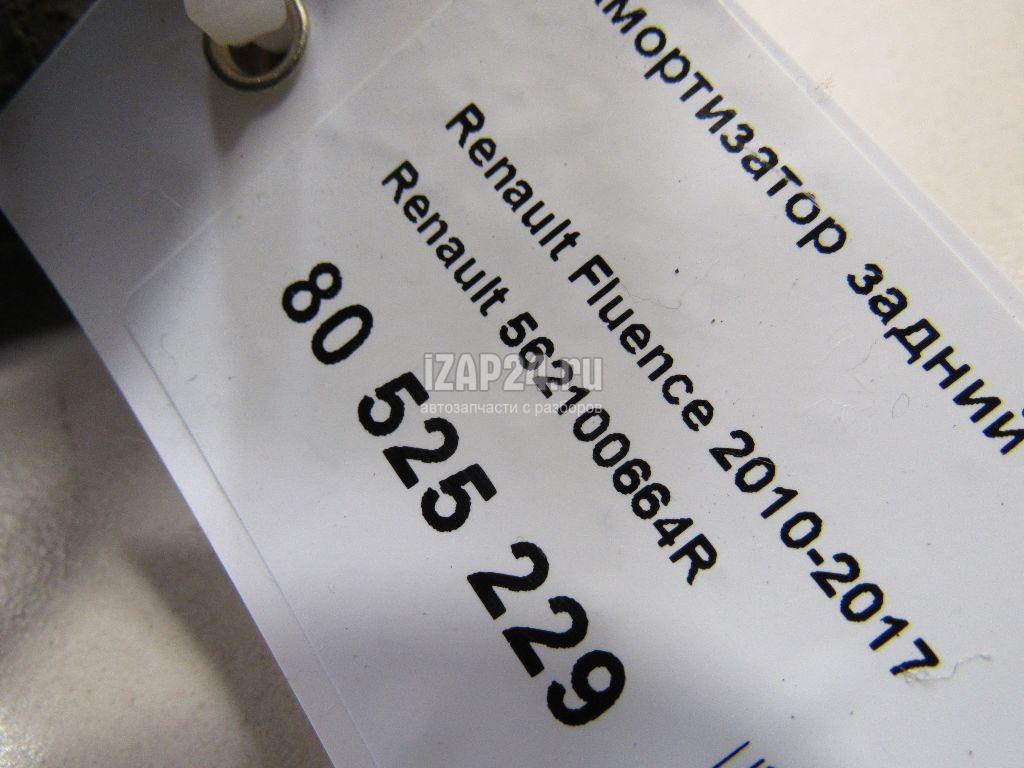 амортизатор задний
Renault Fluence 2010-2017
Renault 562100664R
80 525 229
iZAP24.ru
автозапчасти с разборов